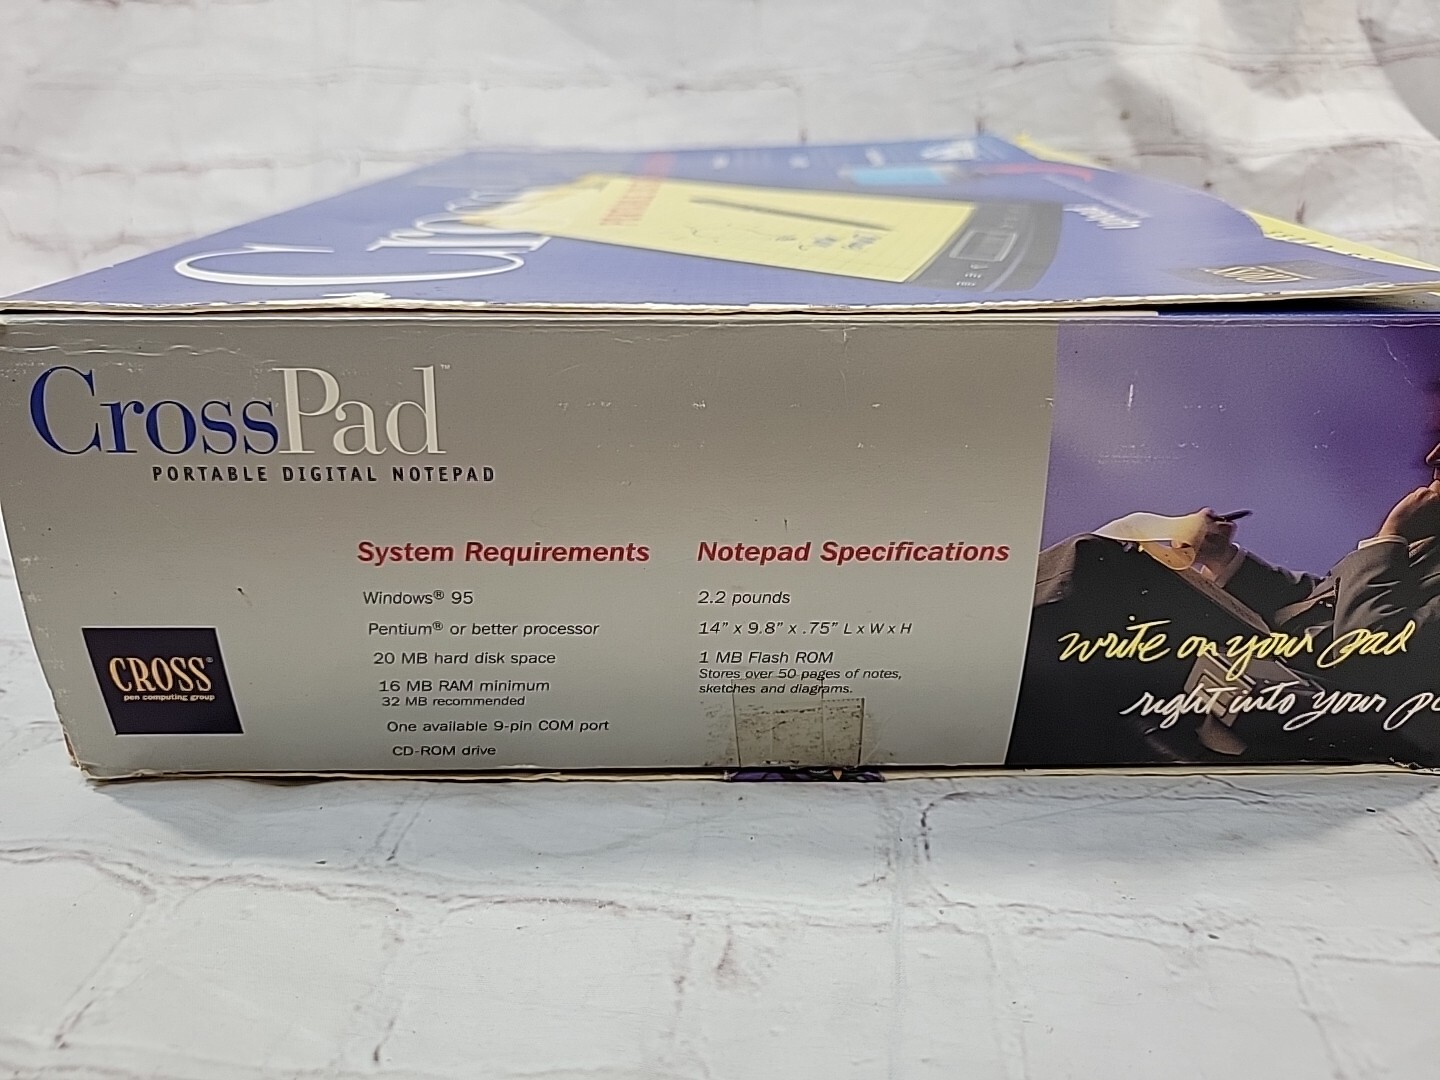 Cross
CrossPad™
PORTABLE DIGITAL NOTEPAD
System Requirements
Windows® 95
Pentium® or better processor
20 MB hard disk space
16 MB RAM minimum
32 MB recommended
One available 9-pin COM port
CD-ROM drive
Notepad Specifications
2.2 pounds
14" x 9.8" x .75" L x W x H
1 MB Flash ROM
Stores over 50 pages of notes,
sketches and diagrams.
CROSS®
pen computing group
write on your pad
right into your